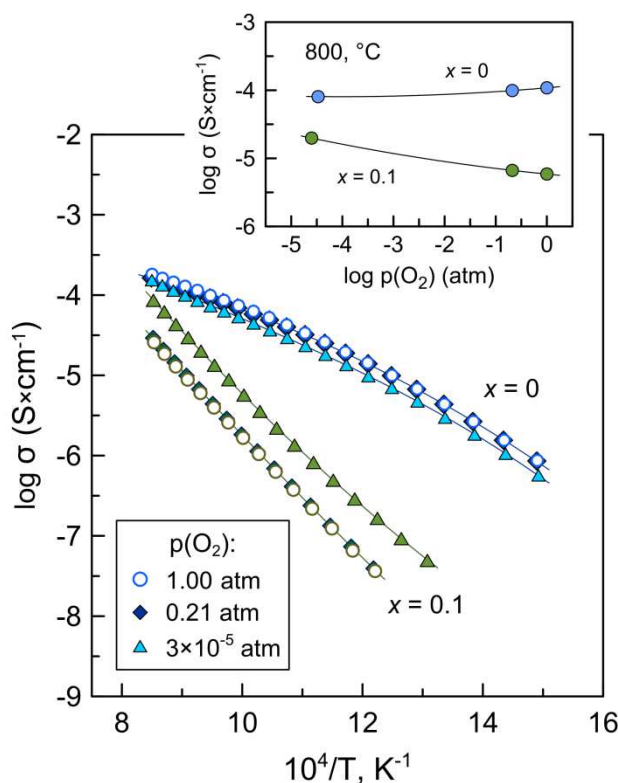 800, °C
x = 0
x = 0.1
-3
-4
-5
-6
log σ (S×cm⁻¹)
-5 -4 -3 -2 -1 0
log p(O₂) (atm)
-2
-3
-4
-5
-6
-7
-8
-9
log σ (S×cm⁻¹)
x = 0
x = 0.1
p(O₂):
1.00 atm
0.21 atm
3×10⁻⁵ atm
8 10 12 14 16
10⁴/T, K⁻¹